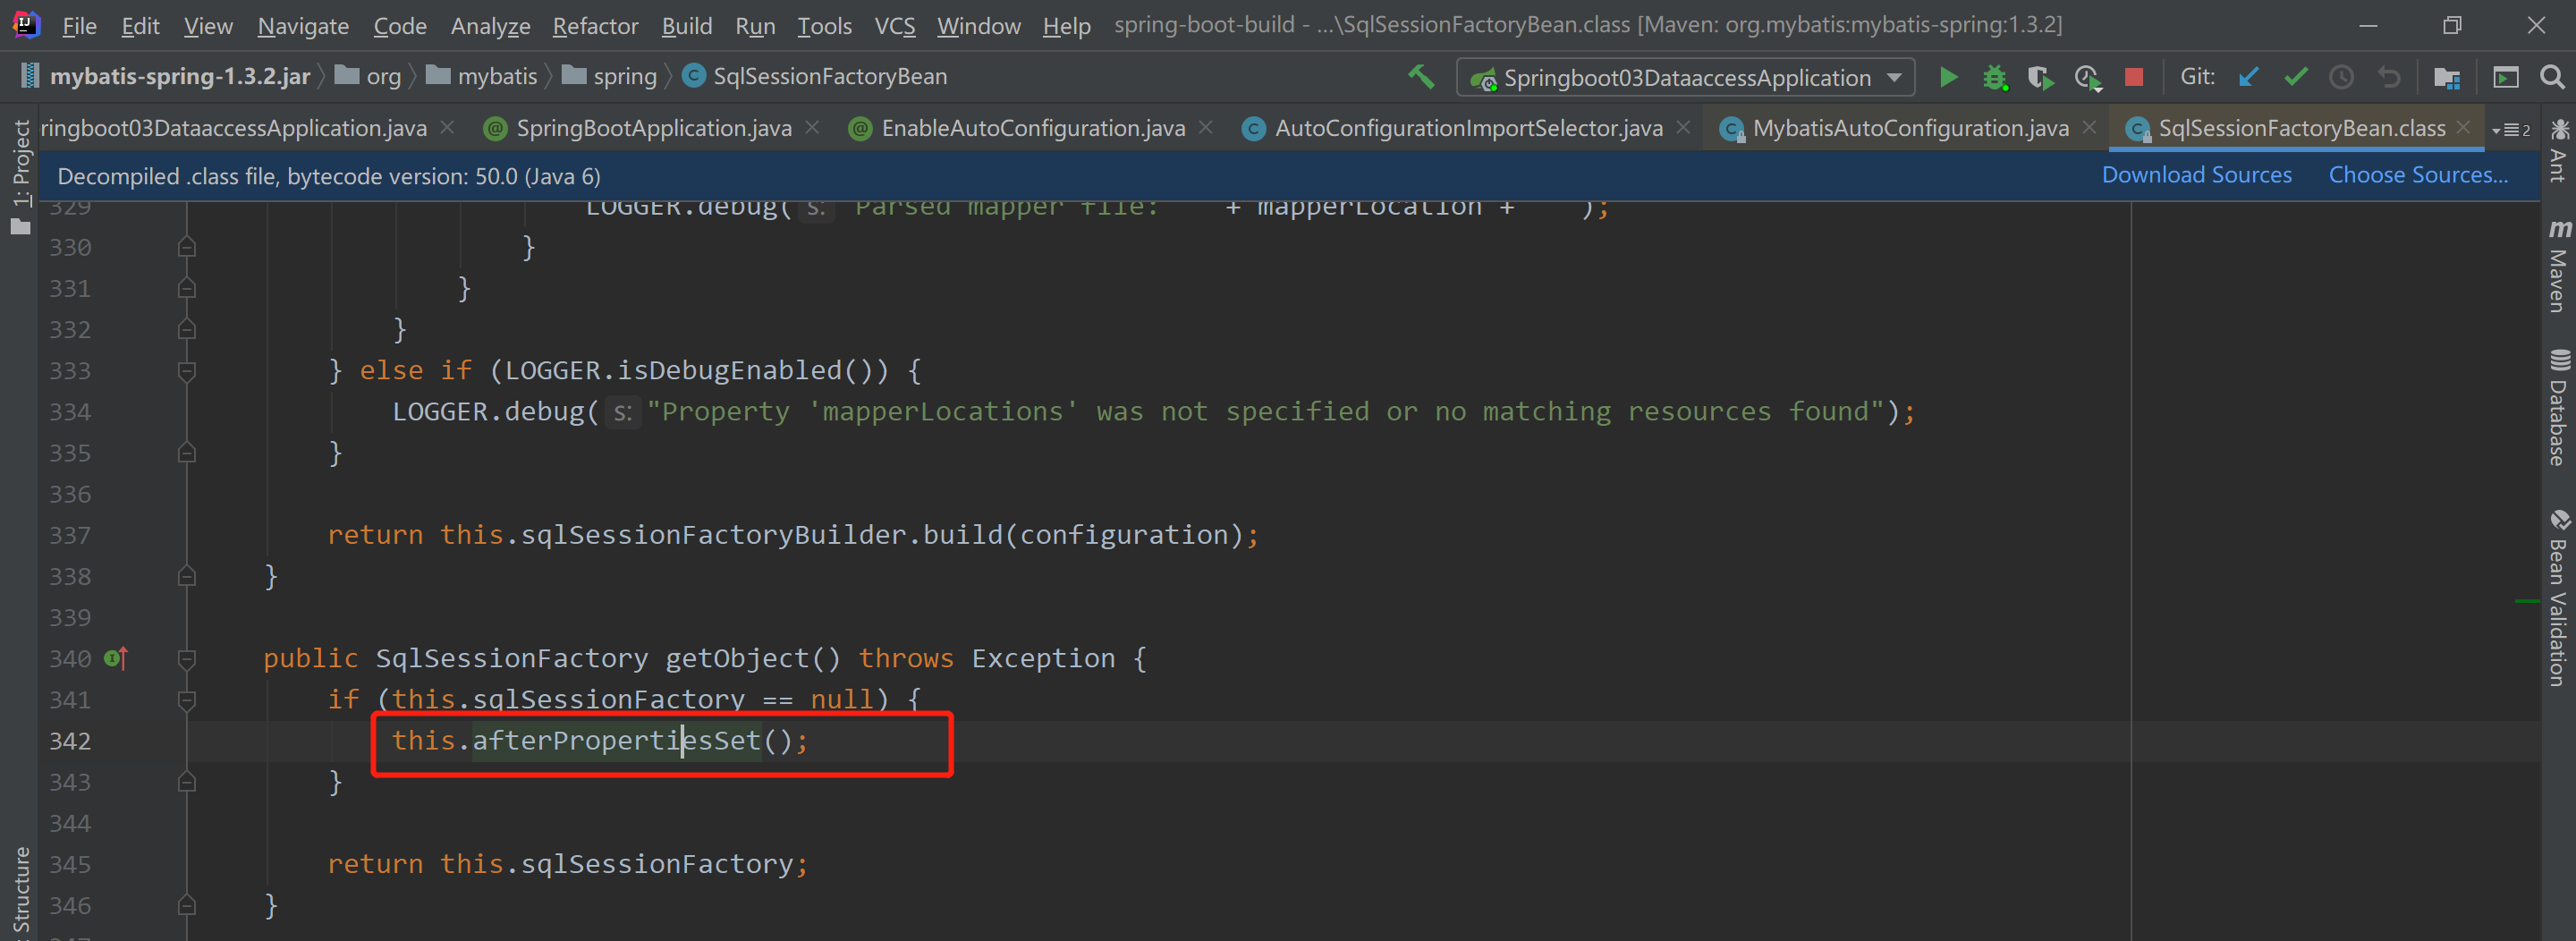 File Edit View Navigate Code Analyze Refactor Build Run Tools VCS Window Help spring-boot-build - ...\SqlSessionFactoryBean.class [Maven: org.mybatis:mybatis-spring:1.3.2]
mybatis-spring-1.3.2.jar org mybatis spring SqlSessionFactoryBean Springboot03DataaccessApplication Git:
ringboot03DataaccessApplication.java SpringBootApplication.java EnableAutoConfiguration.java AutoConfigurationImportSelector.java MybatisAutoConfiguration.java SqlSessionFactoryBean.class 2
Decompiled .class file, bytecode version: 50.0 (Java 6) Download Sources Choose Sources...
329 LOGGER.debug( s: Parsed mapper file: + mapperLocation + );
330 }
331 }
332 }
333 } else if (LOGGER.isDebugEnabled()) {
334 LOGGER.debug( s: "Property 'mapperLocations' was not specified or no matching resources found");
335 }
336
337 return this.sqlSessionFactoryBuilder.build(configuration);
338 }
339
340 public SqlSessionFactory getObject() throws Exception {
341 if (this.sqlSessionFactory == null) {
342 this.afterPropertiesSet();
343 }
344
345 return this.sqlSessionFactory;
346 }
1: Project
Structure
Ant
Maven
Database
Bean Validation